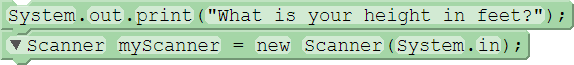 System.out.print("What is your height in feet?");
Scanner myScanner = new Scanner(System.in);